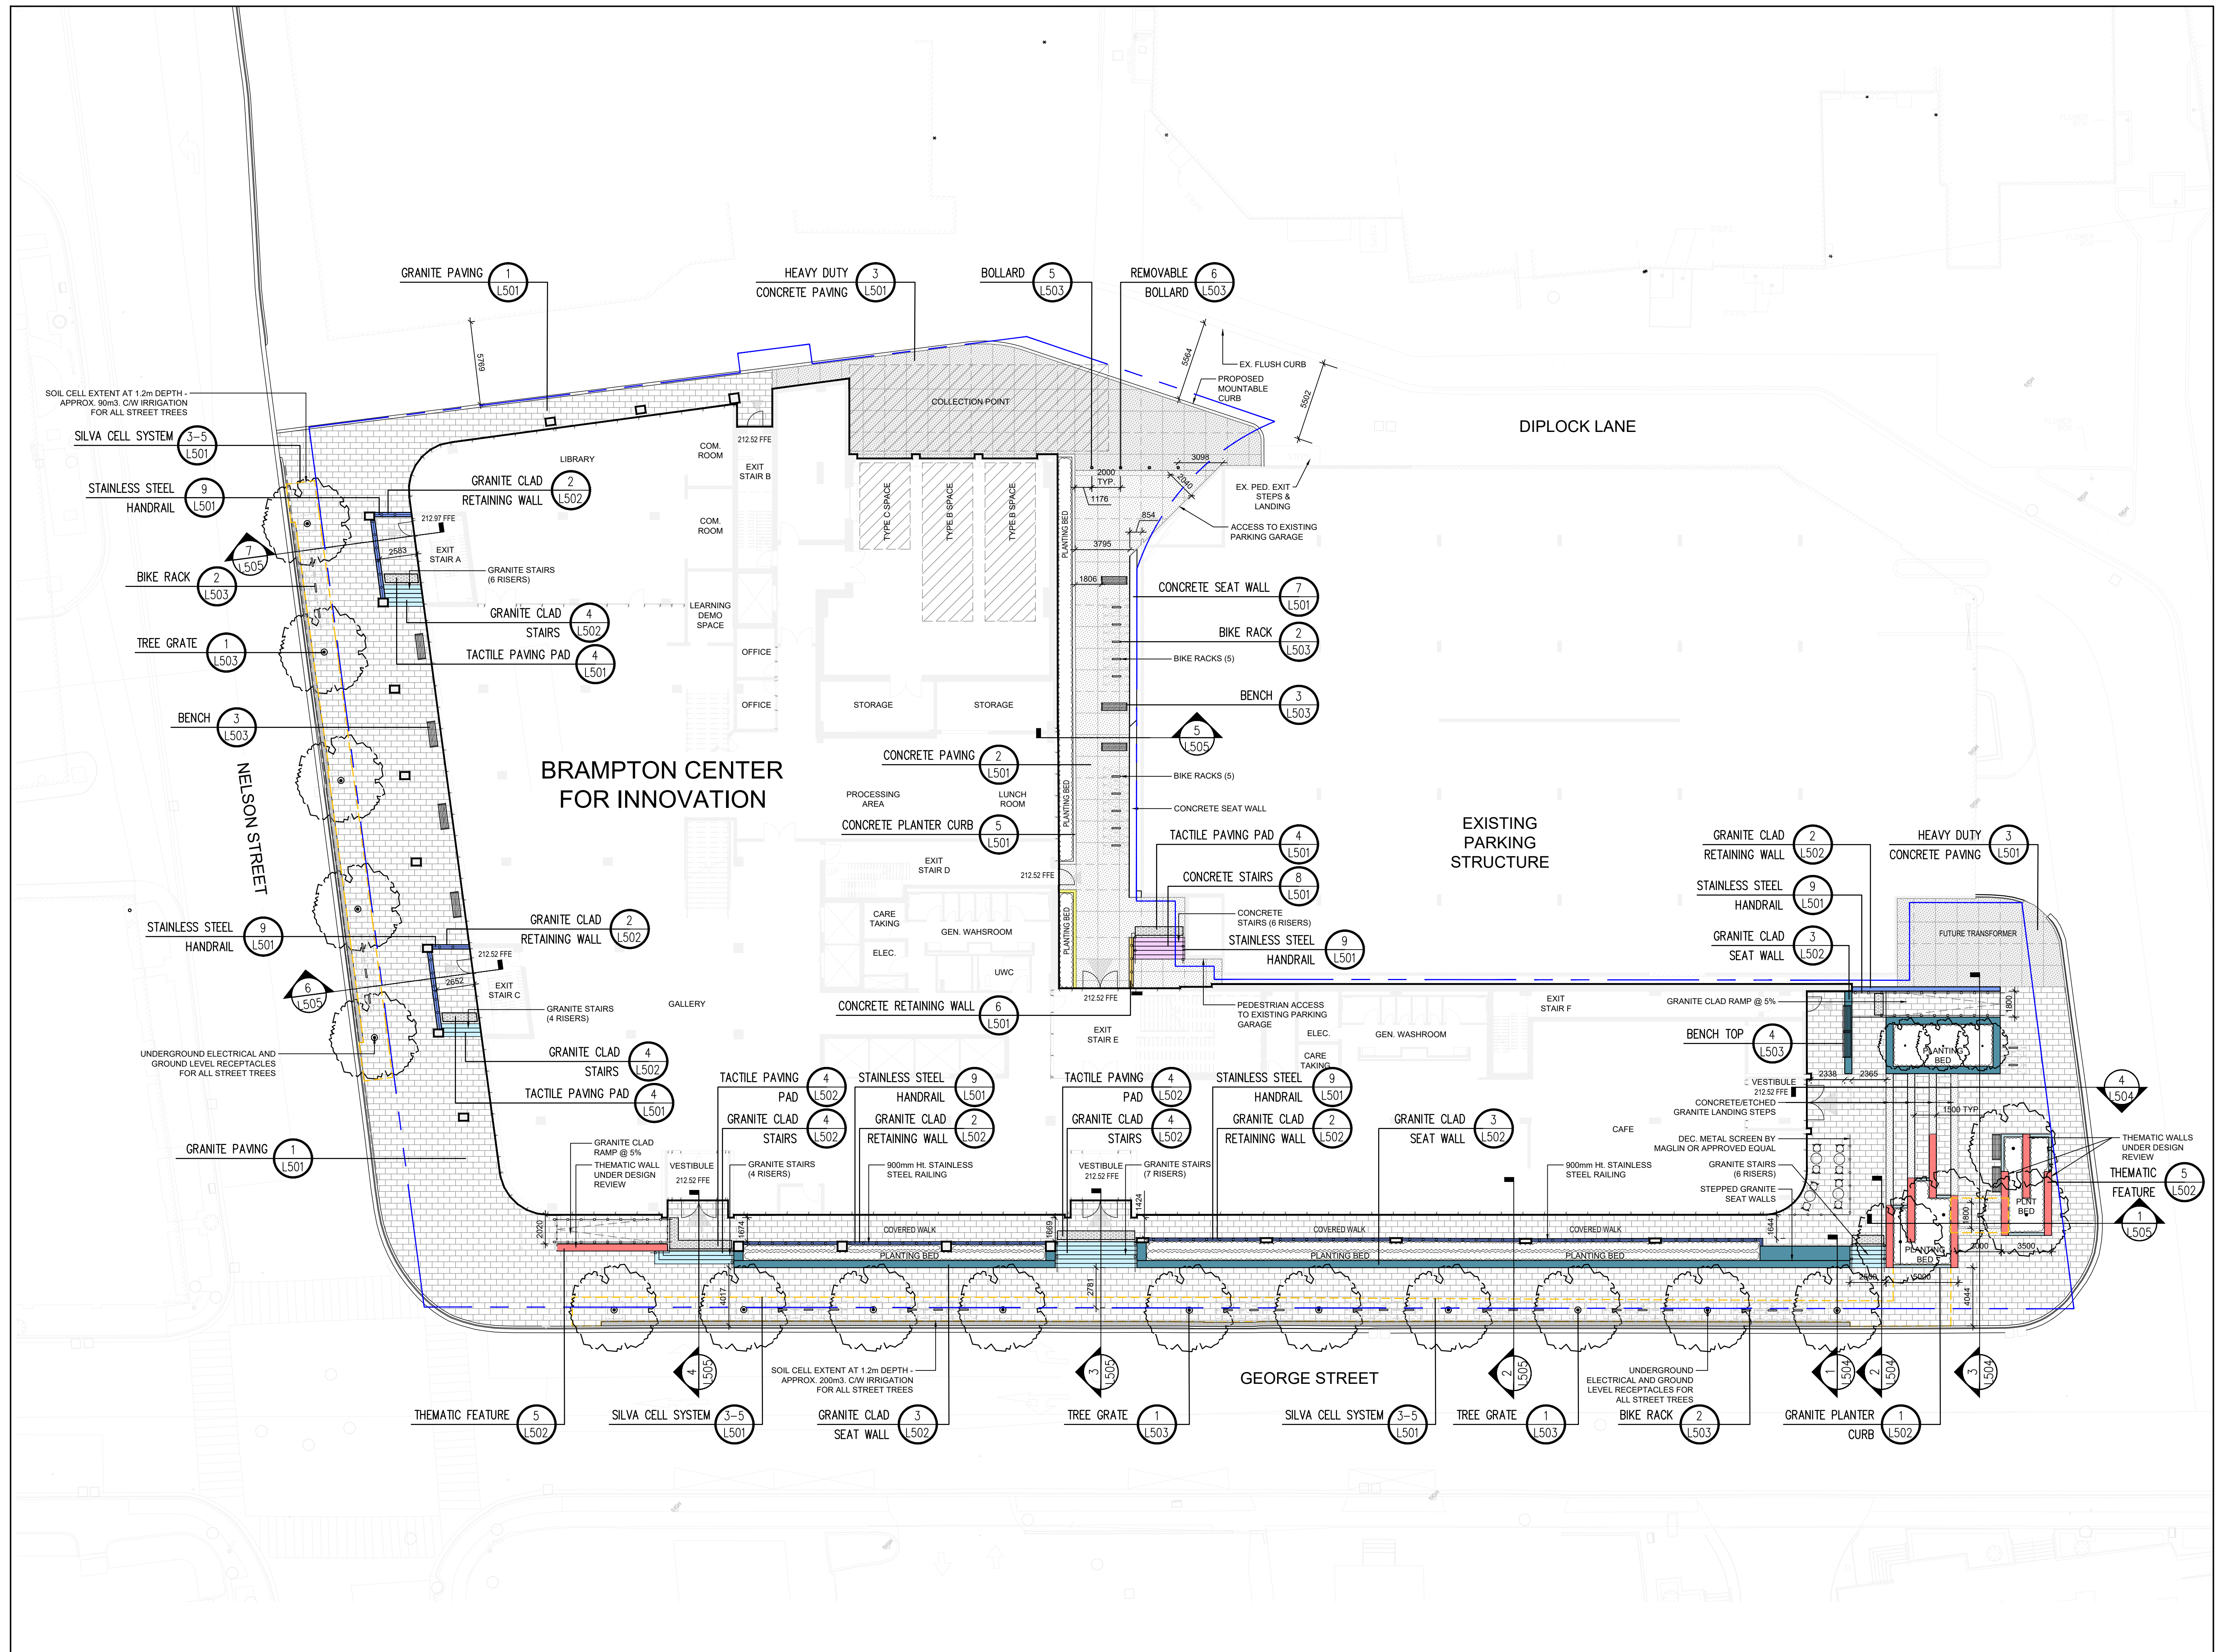 GRANITE PAVING
1
L501
HEAVY DUTY
CONCRETE PAVING
3
L501
BOLLARD
5
L503
REMOVABLE
BOLLARD
6
L503
5769
5564
EX. FLUSH CURB
PROPOSED
MOUNTABLE
CURB
5502
SOIL CELL EXTENT AT 1.2m DEPTH -
APPROX. 90m3. C/W IRRIGATION
FOR ALL STREET TREES
COLLECTION POINT
DIPLOCK LANE
SILVA CELL SYSTEM
3-5
L501
STAINLESS STEEL
HANDRAIL
9
L501
LIBRARY
GRANITE CLAD
RETAINING WALL
2
L502
COM.
ROOM
212.52 FFE
EXIT
STAIR B
COM.
ROOM
TYPE C SPACE
TYPE B SPACE
TYPE B SPACE
PLANTING BED
2000
TYP.
1176
3098
2040
854
3795
1806
EX. PED. EXIT
STEPS &
LANDING
ACCESS TO EXISTING
PARKING GARAGE
212.97 FFE
7
L505
2583
EXIT
STAIR A
BIKE RACK
2
L503
GRANITE STAIRS
(6 RISERS)
GRANITE CLAD
STAIRS
4
L502
TREE GRATE
1
L503
TACTILE PAVING PAD
4
L501
LEARNING
DEMO
SPACE
OFFICE
OFFICE
STORAGE
STORAGE
CONCRETE SEAT WALL
7
L501
BIKE RACK
2
L503
BIKE RACKS (5)
BENCH
3
L503
5
L505
BENCH
3
L503
NELSON STREET
BRAMPTON CENTER
FOR INNOVATION
CONCRETE PAVING
2
L501
PROCESSING
AREA
LUNCH
ROOM
PLANTING BED
BIKE RACKS (5)
CONCRETE SEAT WALL
CONCRETE PLANTER CURB
5
L501
EXIT
STAIR D
212.52 FFE
TACTILE PAVING PAD
4
L501
CONCRETE STAIRS
8
L501
CONCRETE
STAIRS (6 RISERS)
STAINLESS STEEL
HANDRAIL
9
L501
EXISTING
PARKING
STRUCTURE
GRANITE CLAD
RETAINING WALL
2
L502
HEAVY DUTY
CONCRETE PAVING
3
L501
STAINLESS STEEL
HANDRAIL
9
L501
GRANITE CLAD
SEAT WALL
3
L502
FUTURE TRANSFORMER
STAINLESS STEEL
HANDRAIL
9
L501
GRANITE CLAD
RETAINING WALL
2
L502
212.52 FFE
6
L505
2652
EXIT
STAIR C
GRANITE STAIRS
(4 RISERS)
GALLERY
CARE
TAKING
ELEC.
GEN. WAHSROOM
UWC
PLANTING BED
212.52 FFE
CONCRETE RETAINING WALL
6
L501
EXIT
STAIR E
PEDESTRIAN ACCESS
TO EXISTING PARKING
GARAGE
ELEC.
CARE
TAKING
GEN. WASHROOM
EXIT
STAIR F
GRANITE CLAD RAMP @ 5%
1800
BENCH TOP
4
L503
PLANTING
BED
2338
2365
UNDERGROUND ELECTRICAL AND
GROUND LEVEL RECEPTACLES
FOR ALL STREET TREES
GRANITE CLAD
STAIRS
4
L502
TACTILE PAVING PAD
4
L501
TACTILE PAVING
PAD
4
L502
STAINLESS STEEL
HANDRAIL
9
L501
TACTILE PAVING
PAD
4
L502
STAINLESS STEEL
HANDRAIL
9
L501
VESTIBULE
212.52 FFE
4
L504
CONCRETE/ETCHED
GRANITE LANDING STEPS
1500 TYP
GRANITE CLAD
STAIRS
4
L502
GRANITE CLAD
RETAINING WALL
2
L502
GRANITE CLAD
STAIRS
4
L502
GRANITE CLAD
RETAINING WALL
2
L502
GRANITE CLAD
SEAT WALL
3
L502
CAFE
DEC. METAL SCREEN BY
MAGLIN OR APPROVED EQUAL
GRANITE STAIRS
(6 RISERS)
STEPPED GRANITE
SEAT WALLS
THEMATIC WALLS
UNDER DESIGN
REVIEW
THEMATIC
FEATURE
5
L502
1
L505
GRANITE PAVING
1
L501
GRANITE CLAD
RAMP @ 5%
THEMATIC WALL
UNDER DESIGN
REVIEW
VESTIBULE
212.52 FFE
GRANITE STAIRS
(4 RISERS)
900mm Ht. STAINLESS
STEEL RAILING
VESTIBULE
212.52 FFE
GRANITE STAIRS
(7 RISERS)
900mm Ht. STAINLESS
STEEL RAILING
2020
1674
COVERED WALK
1669
1424
COVERED WALK
COVERED WALK
1644
PLANTING BED
PLANTING BED
PLANTING BED
PLANTING
BED
PLNT
BED
1800
3000
3500
2500
5000
4044
4017
2781
4
L505
SOIL CELL EXTENT AT 1.2m DEPTH -
APPROX. 200m3. C/W IRRIGATION
FOR ALL STREET TREES
3
L505
GEORGE STREET
2
L505
UNDERGROUND
ELECTRICAL AND GROUND
LEVEL RECEPTACLES FOR
ALL STREET TREES
1
L504
2
L504
3
L504
THEMATIC FEATURE
5
L502
SILVA CELL SYSTEM
3-5
L501
GRANITE CLAD
SEAT WALL
3
L502
TREE GRATE
1
L503
SILVA CELL SYSTEM
3-5
L501
TREE GRATE
1
L503
BIKE RACK
2
L503
GRANITE PLANTER
CURB
1
L502